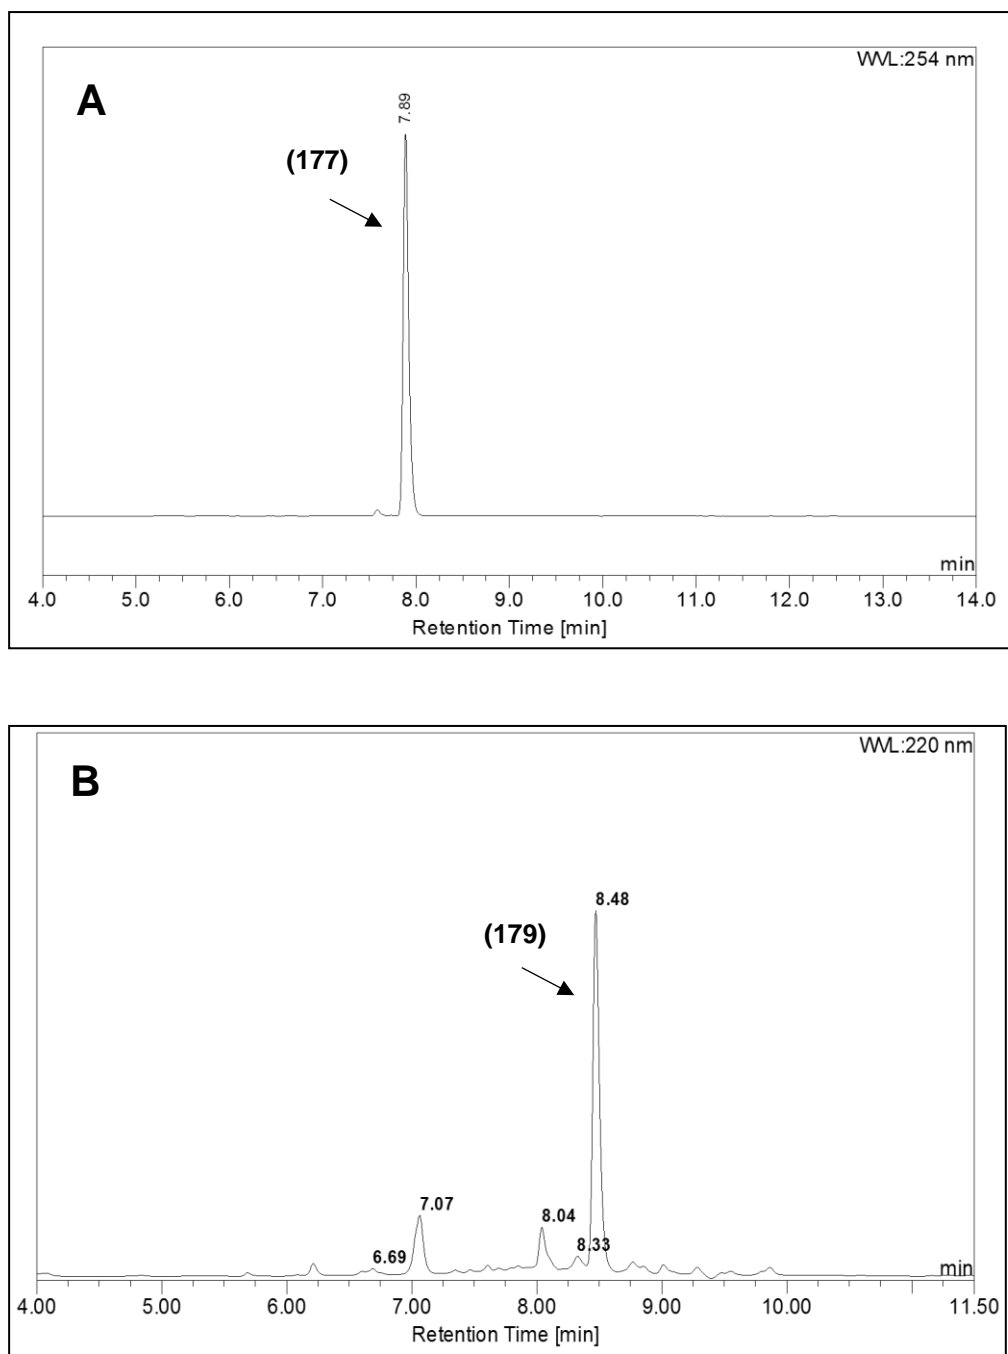 WVL:254 nm
A
7.89
(177)
min
4.0 5.0 6.0 7.0 8.0 9.0 10.0 11.0 12.0 13.0 14.0
Retention Time [min]
WVL:220 nm
B
8.48
(179)
7.07
8.04
6.69
8.33
min
4.00 5.00 6.00 7.00 8.00 9.00 10.00 11.50
Retention Time [min]